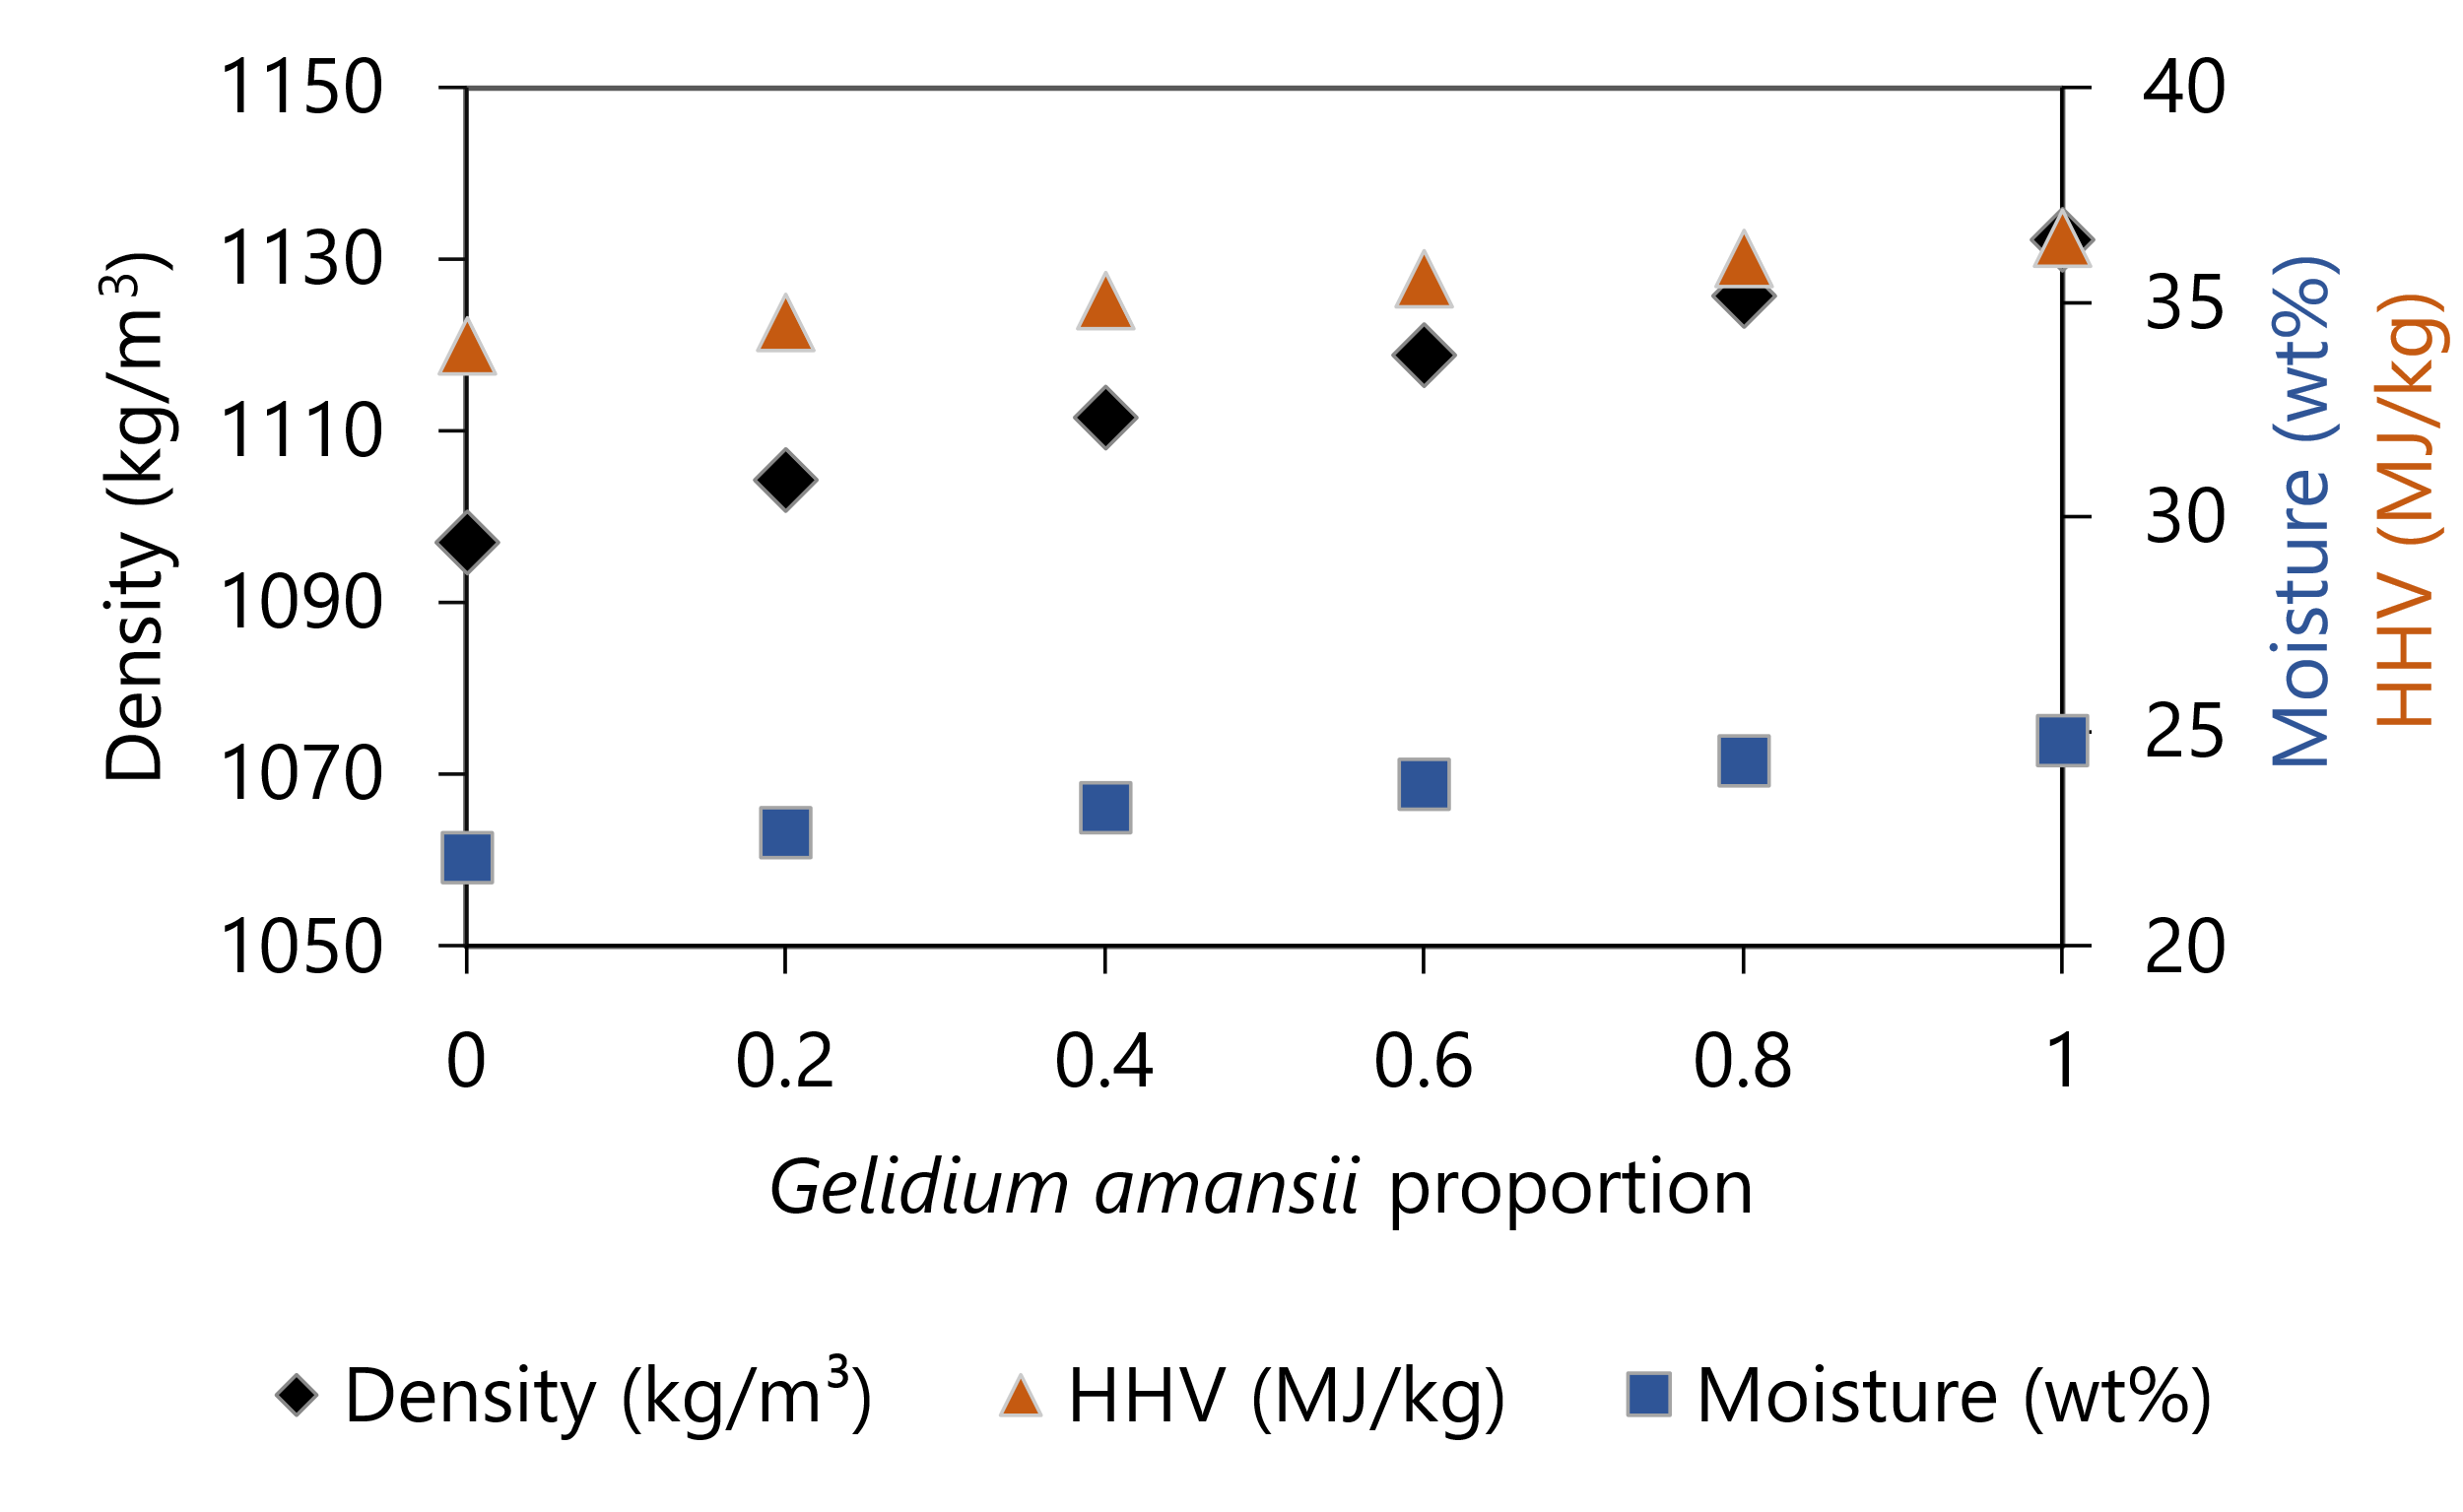 1150
1130
1110
1090
1070
1050
Density (kg/m³)
40
35
30
25
20
Moisture (wt%)
HHV (MJ/kg)
0 0.2 0.4 0.6 0.8 1
Gelidium amansii proportion
Density (kg/m³) HHV (MJ/kg) Moisture (wt%)